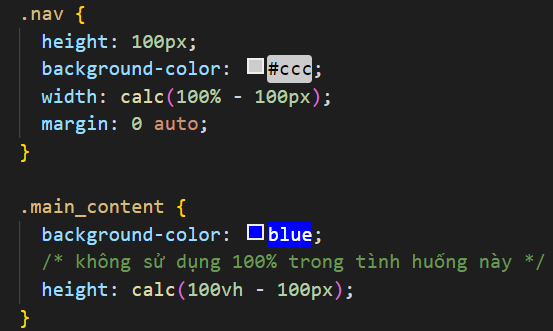 .nav {
height: 100px;
background-color: #ccc;
width: calc(100% - 100px);
margin: 0 auto;
}
.main_content {
background-color: blue;
/* không sử dụng 100% trong tình huống này */
height: calc(100vh - 100px);
}